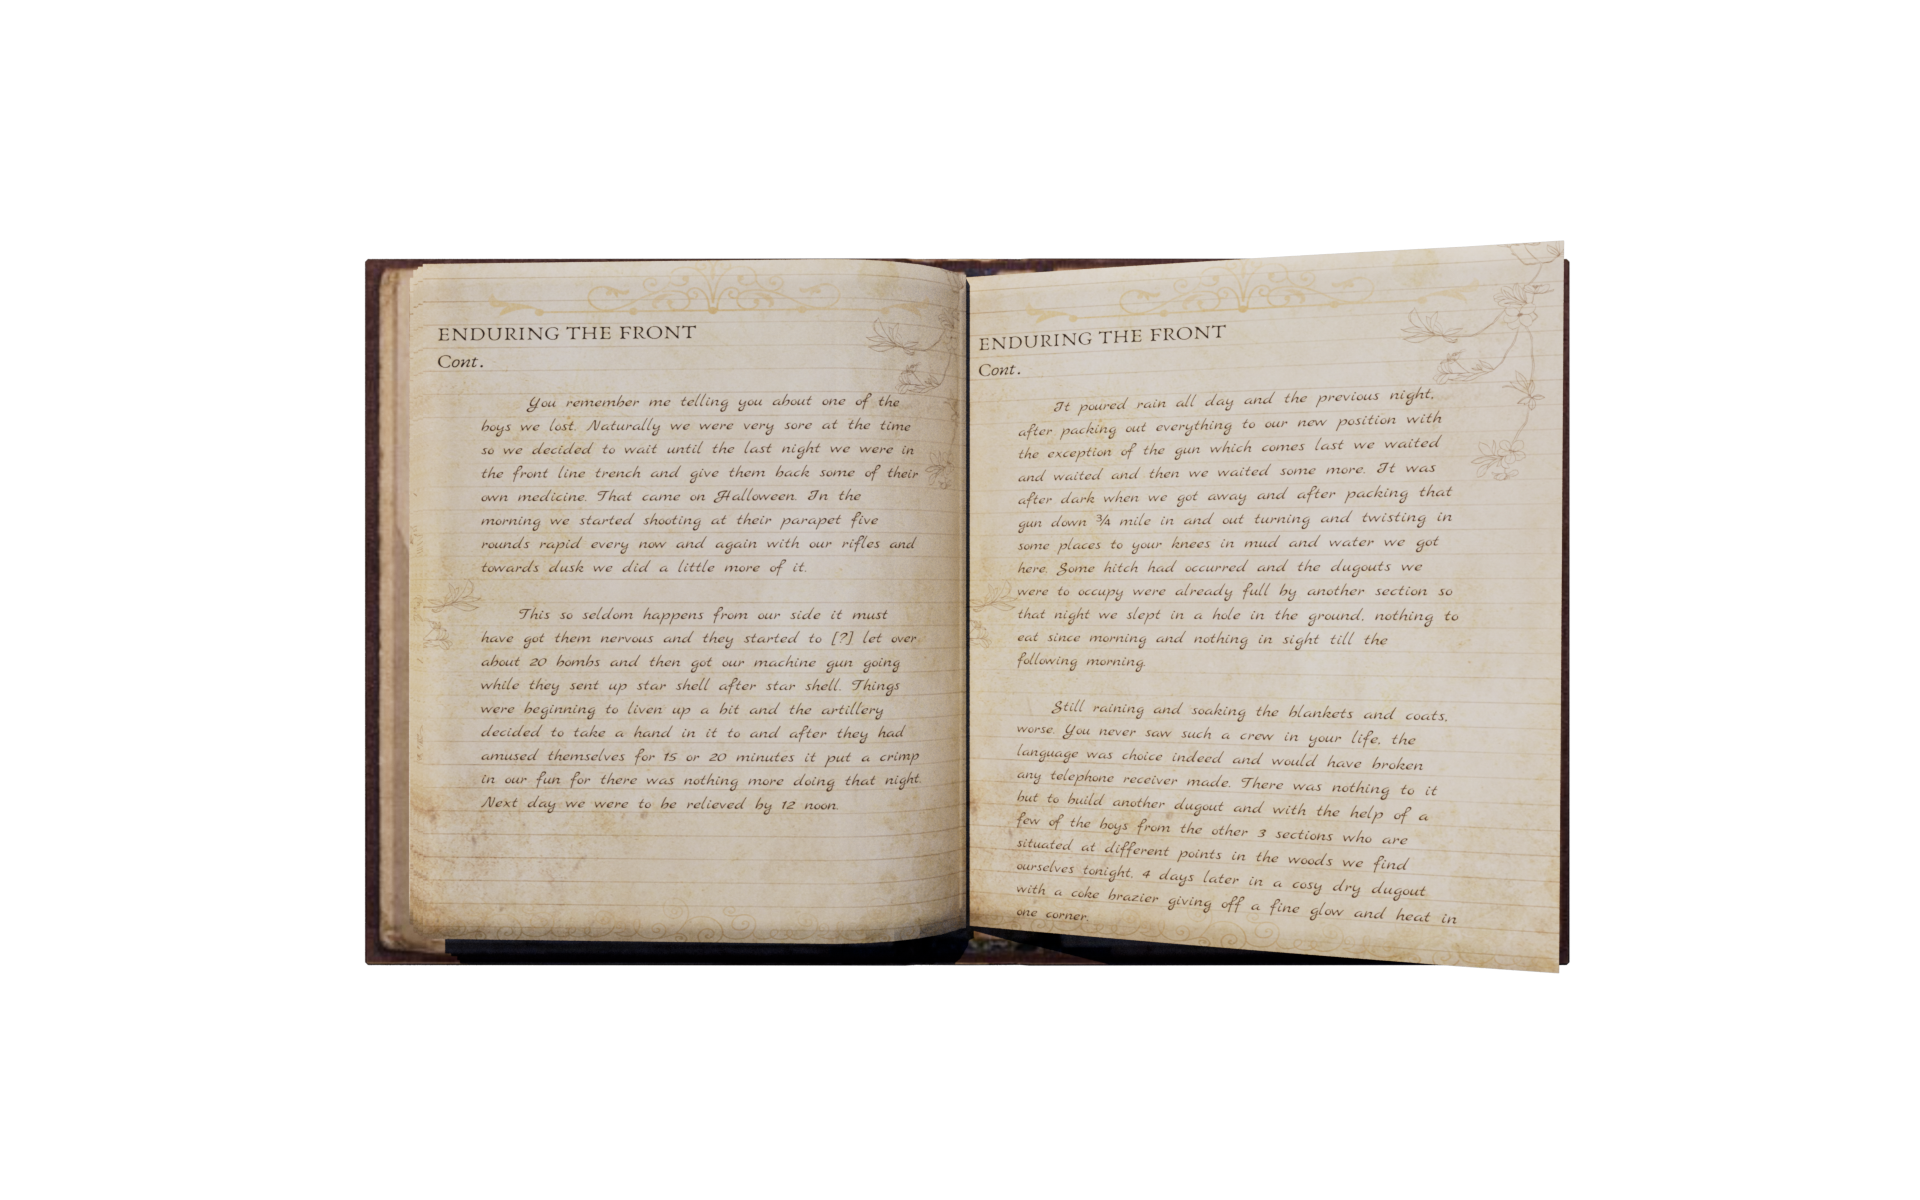 ENDURING THE FRONT
Cont.
You remember me telling you about one of the
boys we lost. Naturally we were very sore at the time
so we decided to wait until the last night we were in
the front line trench and give them back some of their
own medicine. That came on Halloween. In the
morning we started shooting at their parapet five
rounds rapid every now and again with our rifles and
towards dusk we did a little more of it.
This so seldom happens from our side it must
have got them nervous and they started to [?] let over
about 20 bombs and then got our machine gun going
while they sent up star shell after star shell. Things
were beginning to liven up a bit and the artillery
decided to take a hand in it to and after they had
amused themselves for 15 or 20 minutes it put a crimp
in our fun for there was nothing more doing that night.
Next day we were to be relieved by 12 noon.
ENDURING THE FRONT
Cont.
It poured rain all day and the previous night,
after packing out everything to our new position with
the exception of the gun which comes last we waited
and waited and then we waited some more. It was
after dark when we got away and after packing that
gun down ¾ mile in and out turning and twisting in
some places to your knees in mud and water we got
here. Some hitch had occurred and the dugouts we
were to occupy were already full by another section so
that night we slept in a hole in the ground, nothing to
eat since morning and nothing in sight till the
following morning.
Still raining and soaking the blankets and coats,
worse. You never saw such a crew in your life, the
language was choice indeed and would have broken
any telephone receiver made. There was nothing to it
but to build another dugout and with the help of a
few of the boys from the other 3 sections who are
situated at different points in the woods we find
ourselves tonight, 4 days later in a cosy dry dugout
with a coke brazier giving off a fine glow and heat in
one corner.